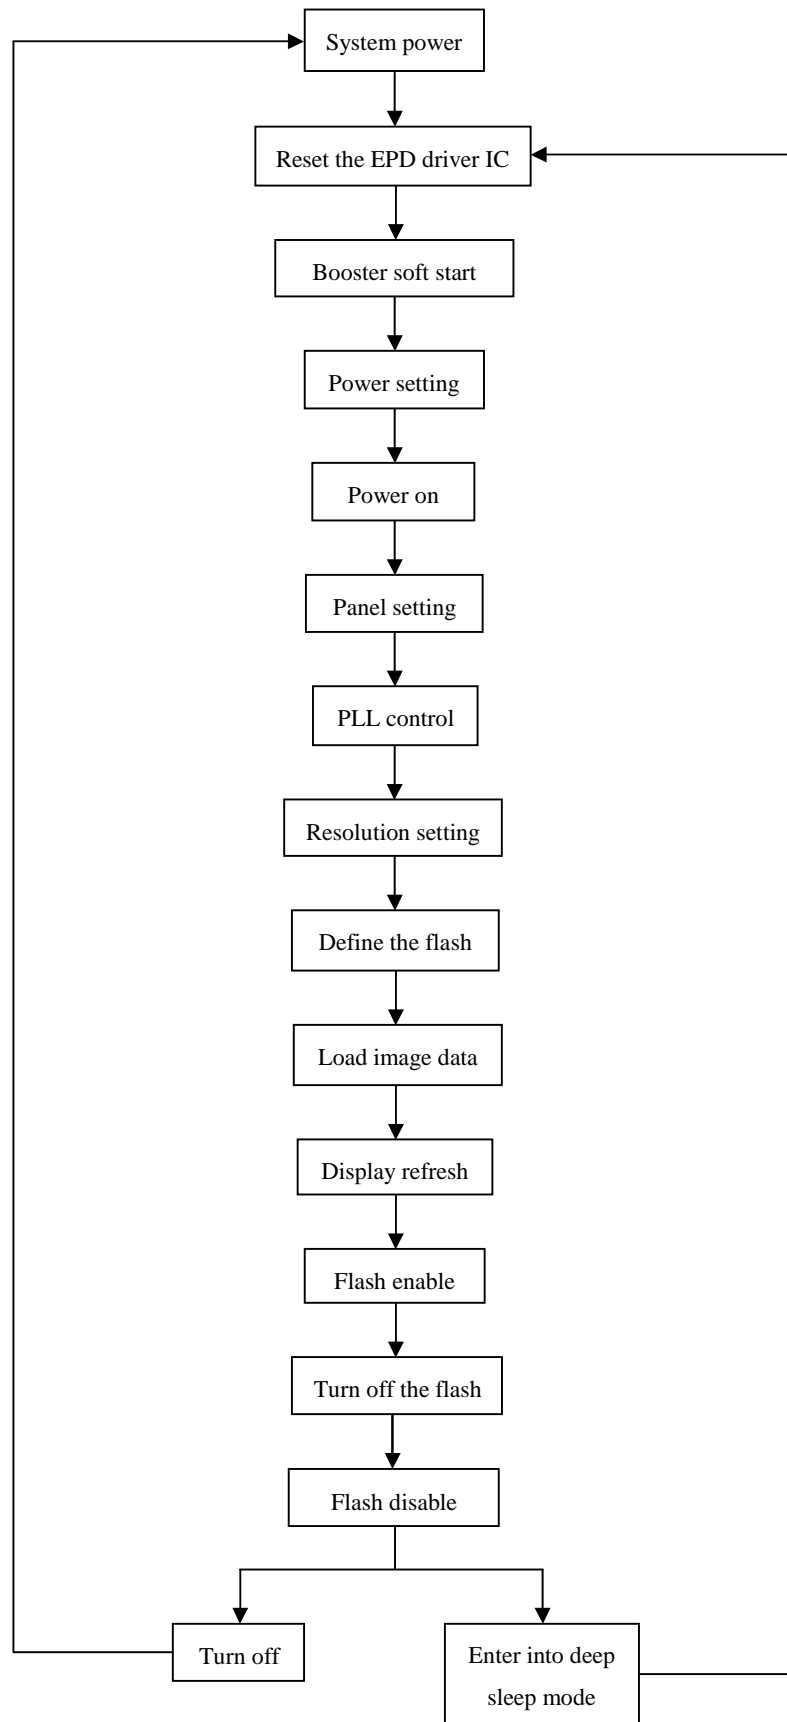 System power
Reset the EPD driver IC
Booster soft start
Power setting
Power on
Panel setting
PLL control
Resolution setting
Define the flash
Load image data
Display refresh
Flash enable
Turn off the flash
Flash disable
Turn off
Enter into deep
sleep mode